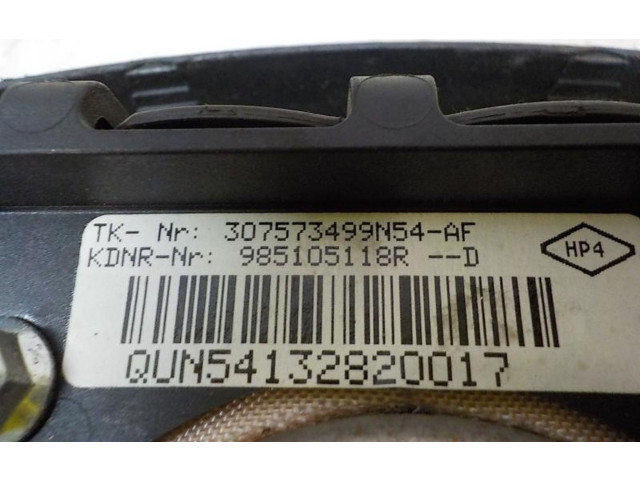 TK- Nr: 307573499N54-AF
KDNR-Nr: 985105118R --D
HP4
QUN54132820017